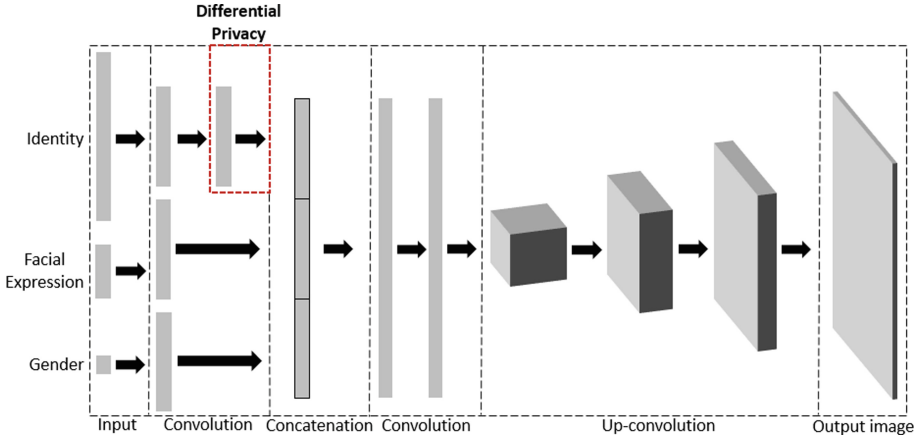 Differential
Privacy
Identity
Facial
Expression
Gender
Input
Convolution
Concatenation
Convolution
Up-convolution
Output image